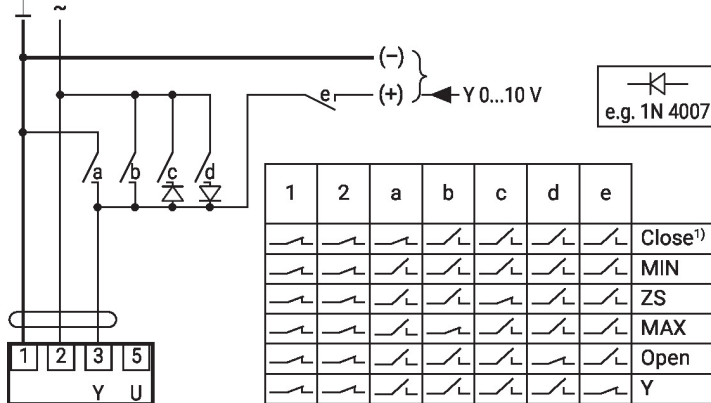 ~
(–)
e (+) Y 0...10 V
e.g. 1N 4007
a b c d
1 2 a b c d e
Close¹⁾
MIN
ZS
MAX
Open
Y
1 2 3 5
Y U